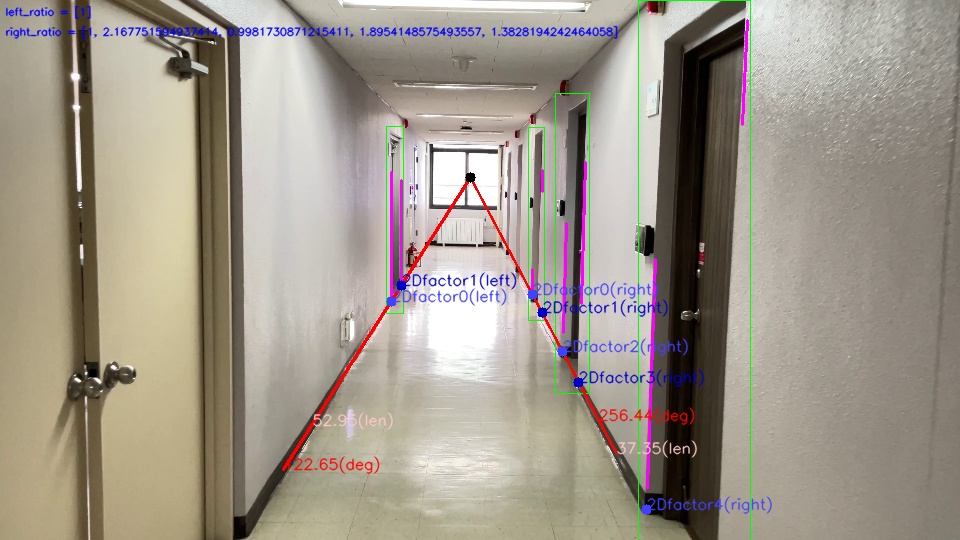 left_ratio = [1]
right_ratio = [1, 2.167751594937414, 0.9981730871215411, 1.8954148575493557, 1.3828194242464058]
2Dfactor1(left)
2Dfactor0(left)
2Dfactor0(right)
2Dfactor1(right)
2Dfactor2(right)
2Dfactor3(right)
256.44(deg)
52.95(len)
37.35(len)
22.65(deg)
2Dfactor4(right)